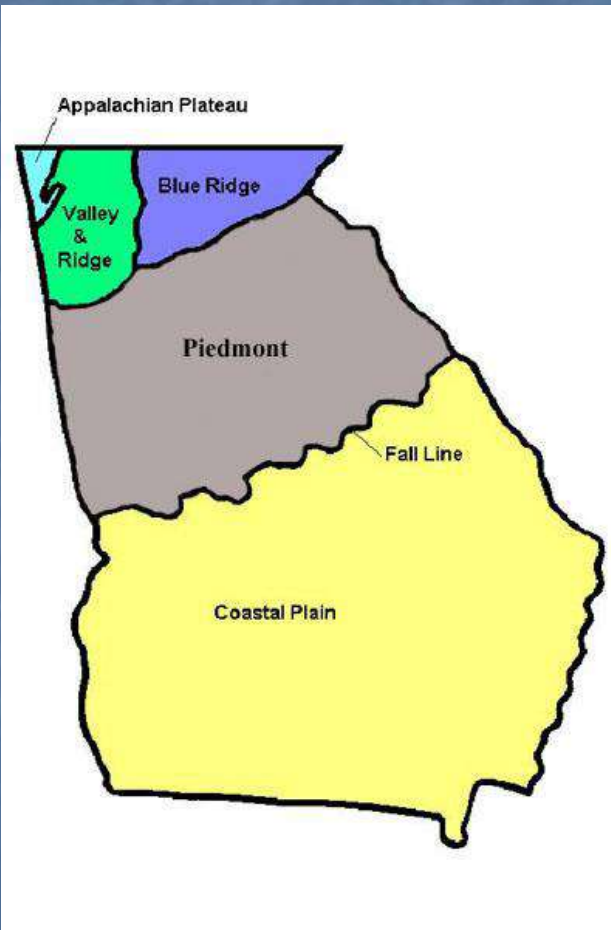 Appalachian Plateau
Blue Ridge
Valley
&
Ridge
Piedmont
Fall Line
Coastal Plain